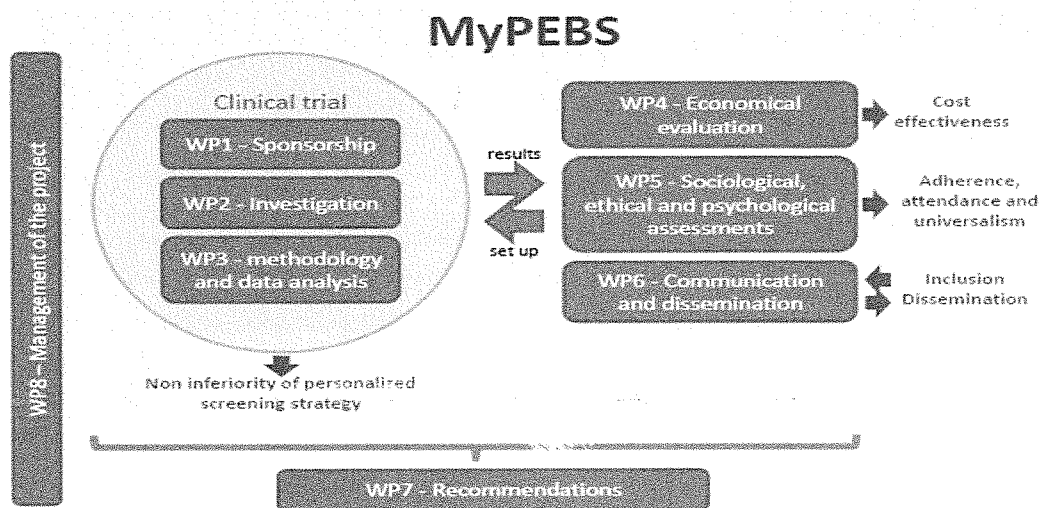 MyPEBS
WP8 - Management of the project
Clinical trial
WP1 - Sponsorship
WP2 - Investigation
WP3 - methodology
and data analysis
Non inferiority of personalized
screening strategy
results
set up
WP4 - Economical
evaluation
Cost
effectiveness
WP5 - Sociological,
ethical and psychological
assessments
Adherence,
attendance and
universalism
WP6 - Communication
and dissemination
Inclusion
Dissemination
WP7 - Recommendations